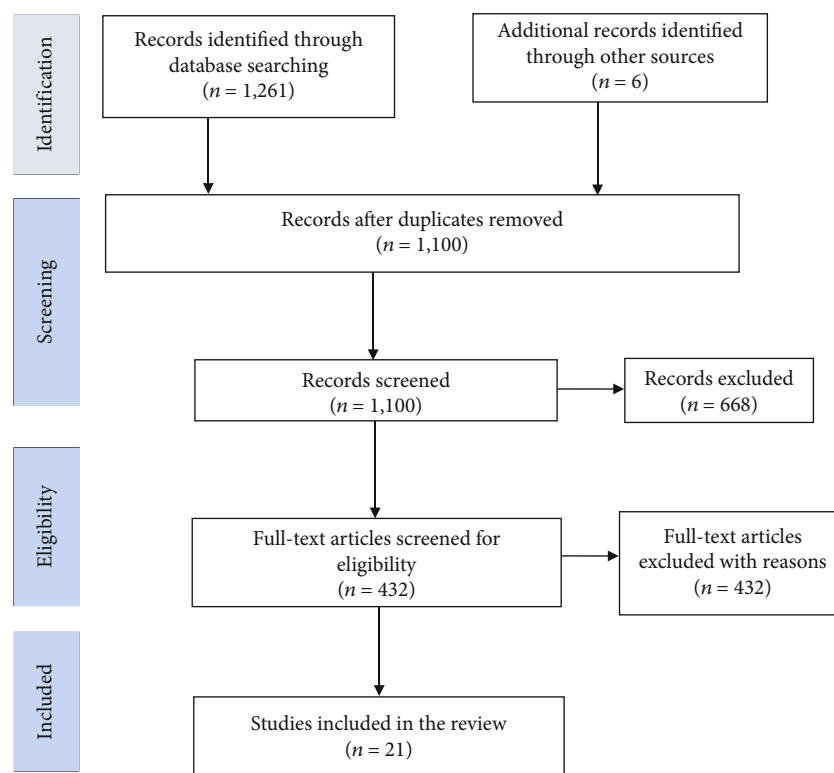 Identification
Records identified through
database searching
(n = 1,261)
Additional records identified
through other sources
(n = 6)
Screening
Records after duplicates removed
(n = 1,100)
Records screened
(n = 1,100)
Records excluded
(n = 668)
Eligibility
Full-text articles screened for
eligibility
(n = 432)
Full-text articles
excluded with reasons
(n = 432)
Included
Studies included in the review
(n = 21)